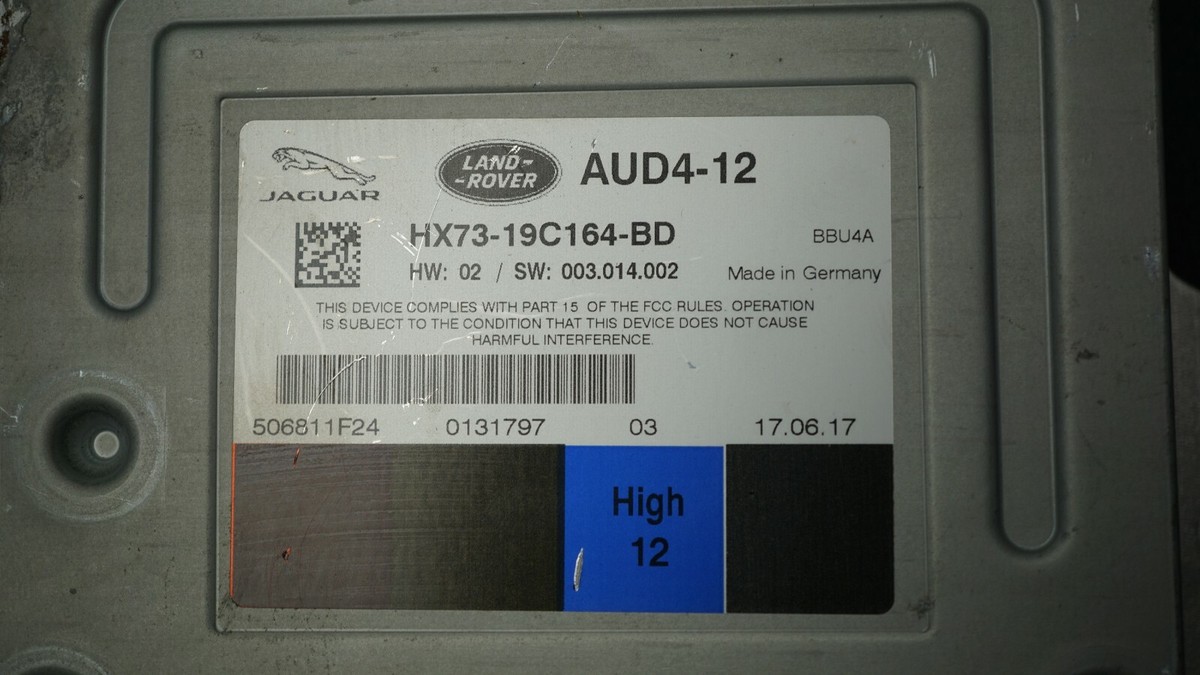 JAGUAR
LAND-
-ROVER
AUD4-12
HX73-19C164-BD
BBU4A
HW: 02 / SW: 003.014.002
Made in Germany
THIS DEVICE COMPLIES WITH PART 15 OF THE FCC RULES. OPERATION
IS SUBJECT TO THE CONDITION THAT THIS DEVICE DOES NOT CAUSE
HARMFUL INTERFERENCE.
506811F24 0131797 03 17.06.17
High
12